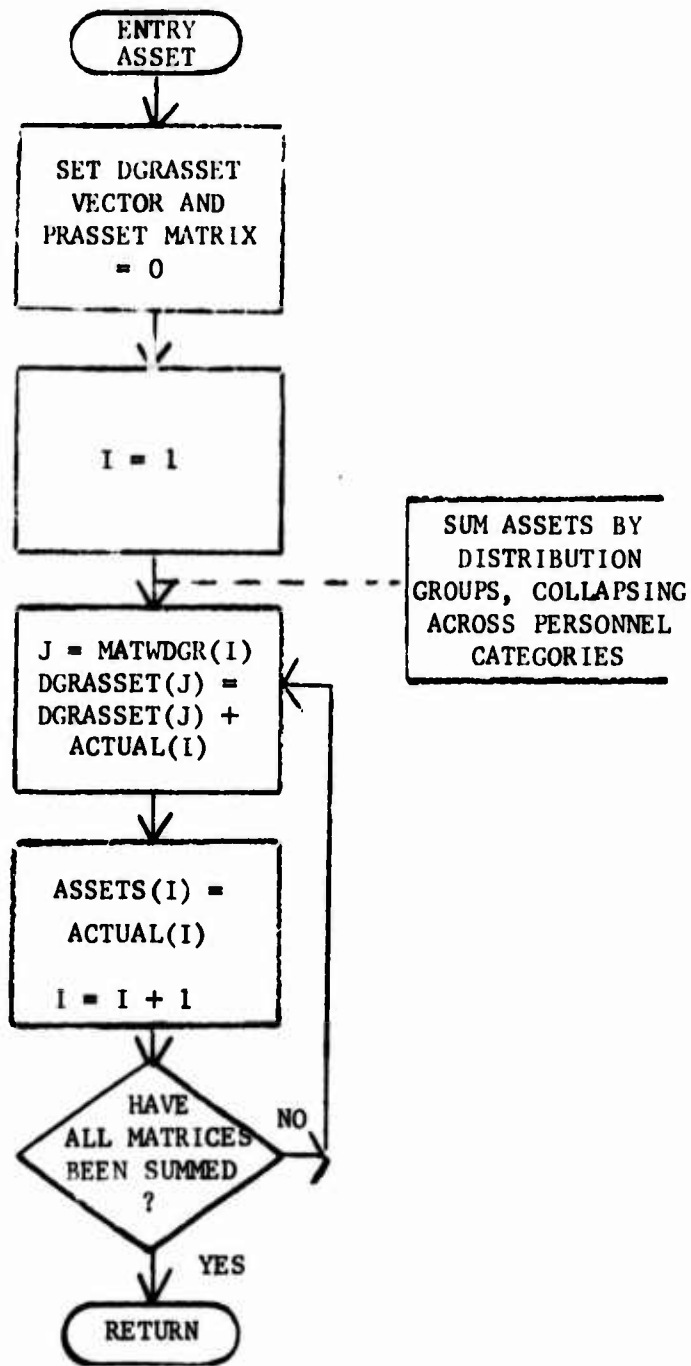 ENTRY
ASSET
SET DGRASSET
VECTOR AND
PRASSET MATRIX
= 0
I = 1
SUM ASSETS BY
DISTRIBUTION
GROUPS, COLLAPSING
ACROSS PERSONNEL
CATEGORIES
J = MATWDGR(I)
DGRASSET(J) =
DGRASSET(J) +
ACTUAL(I)
ASSETS(I) =
ACTUAL(I)
I = I + 1
HAVE
ALL MATRICES
BEEN SUMMED
?
NO
YES
RETURN